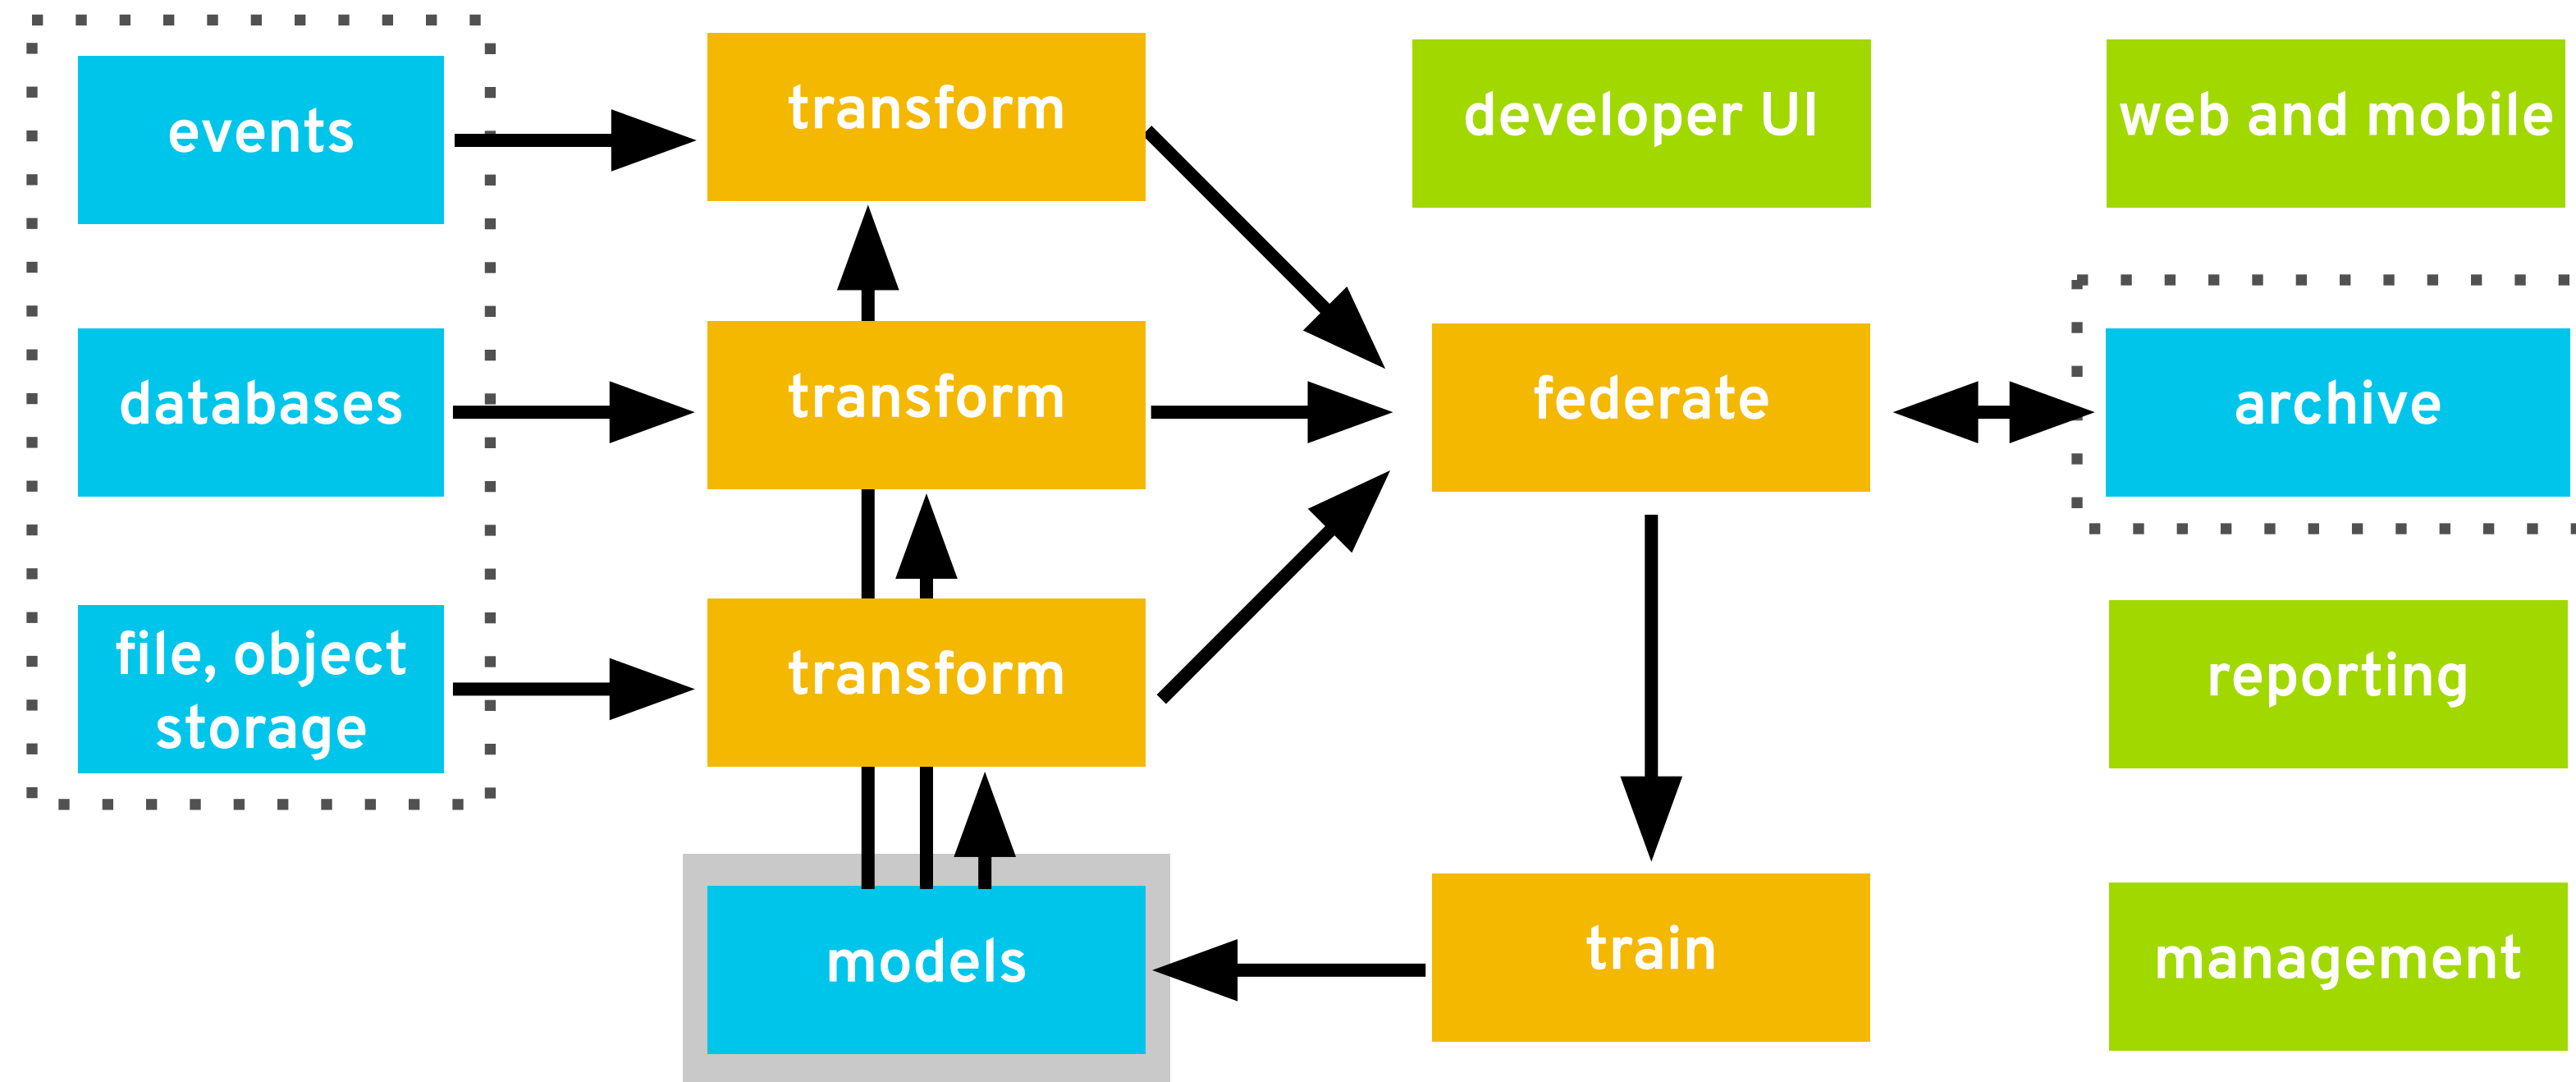 events
transform
developer UI
web and mobile
databases
transform
federate
archive
file, object
storage
transform
reporting
models
train
management